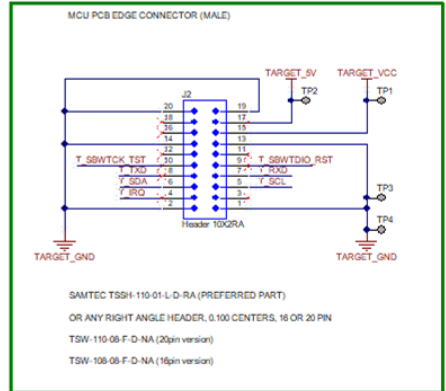 MCU PCB EDGE CONNECTOR (MALE)
TARGET_5V
TARGET_VCC
TP2
TP1
J2
20 19
18 17
16 15
14 13
12 11
T_SBWTCK_TST 10 9 T_SBWTDIO_RST
T_TXD 8 7 T_RXD
T_SDA 6 5 T_SCL
T_IRQ 4 3
2 1
TP3
TP4
Header 10X2RA
TARGET_GND
TARGET_GND
SAMTEC TSSH-110-01-L-D-RA (PREFERRED PART)
OR ANY RIGHT ANGLE HEADER, 0.100 CENTERS, 16 OR 20 PIN
TSW-110-08-F-D-NA (20pin version)
TSW-108-08-F-D-NA (16pin version)